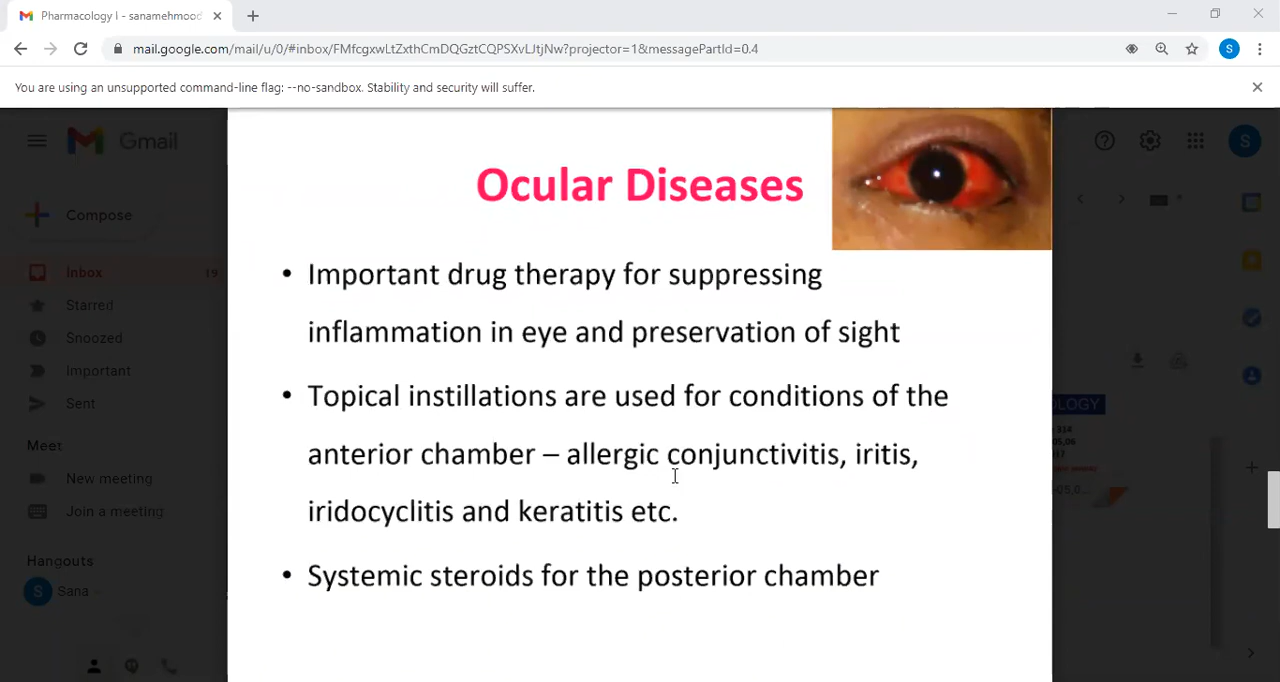 Pharmacology I - sanamehmood
mail.google.com/mail/u/0/#inbox/FMfcgxwLtZxthCmDQGztCQPSXvLJtjNw?projector=1&messagePartId=0.4
S
You are using an unsupported command-line flag: --no-sandbox. Stability and security will suffer.
Gmail
S
Compose
Inbox 19
Starred
Snoozed
Important
Sent
Meet
New meeting
Join a meeting
Hangouts
S Sana
Ocular Diseases
• Important drug therapy for suppressing
inflammation in eye and preservation of sight
• Topical instillations are used for conditions of the
anterior chamber – allergic conjunctivitis, iritis,
iridocyclitis and keratitis etc.
• Systemic steroids for the posterior chamber